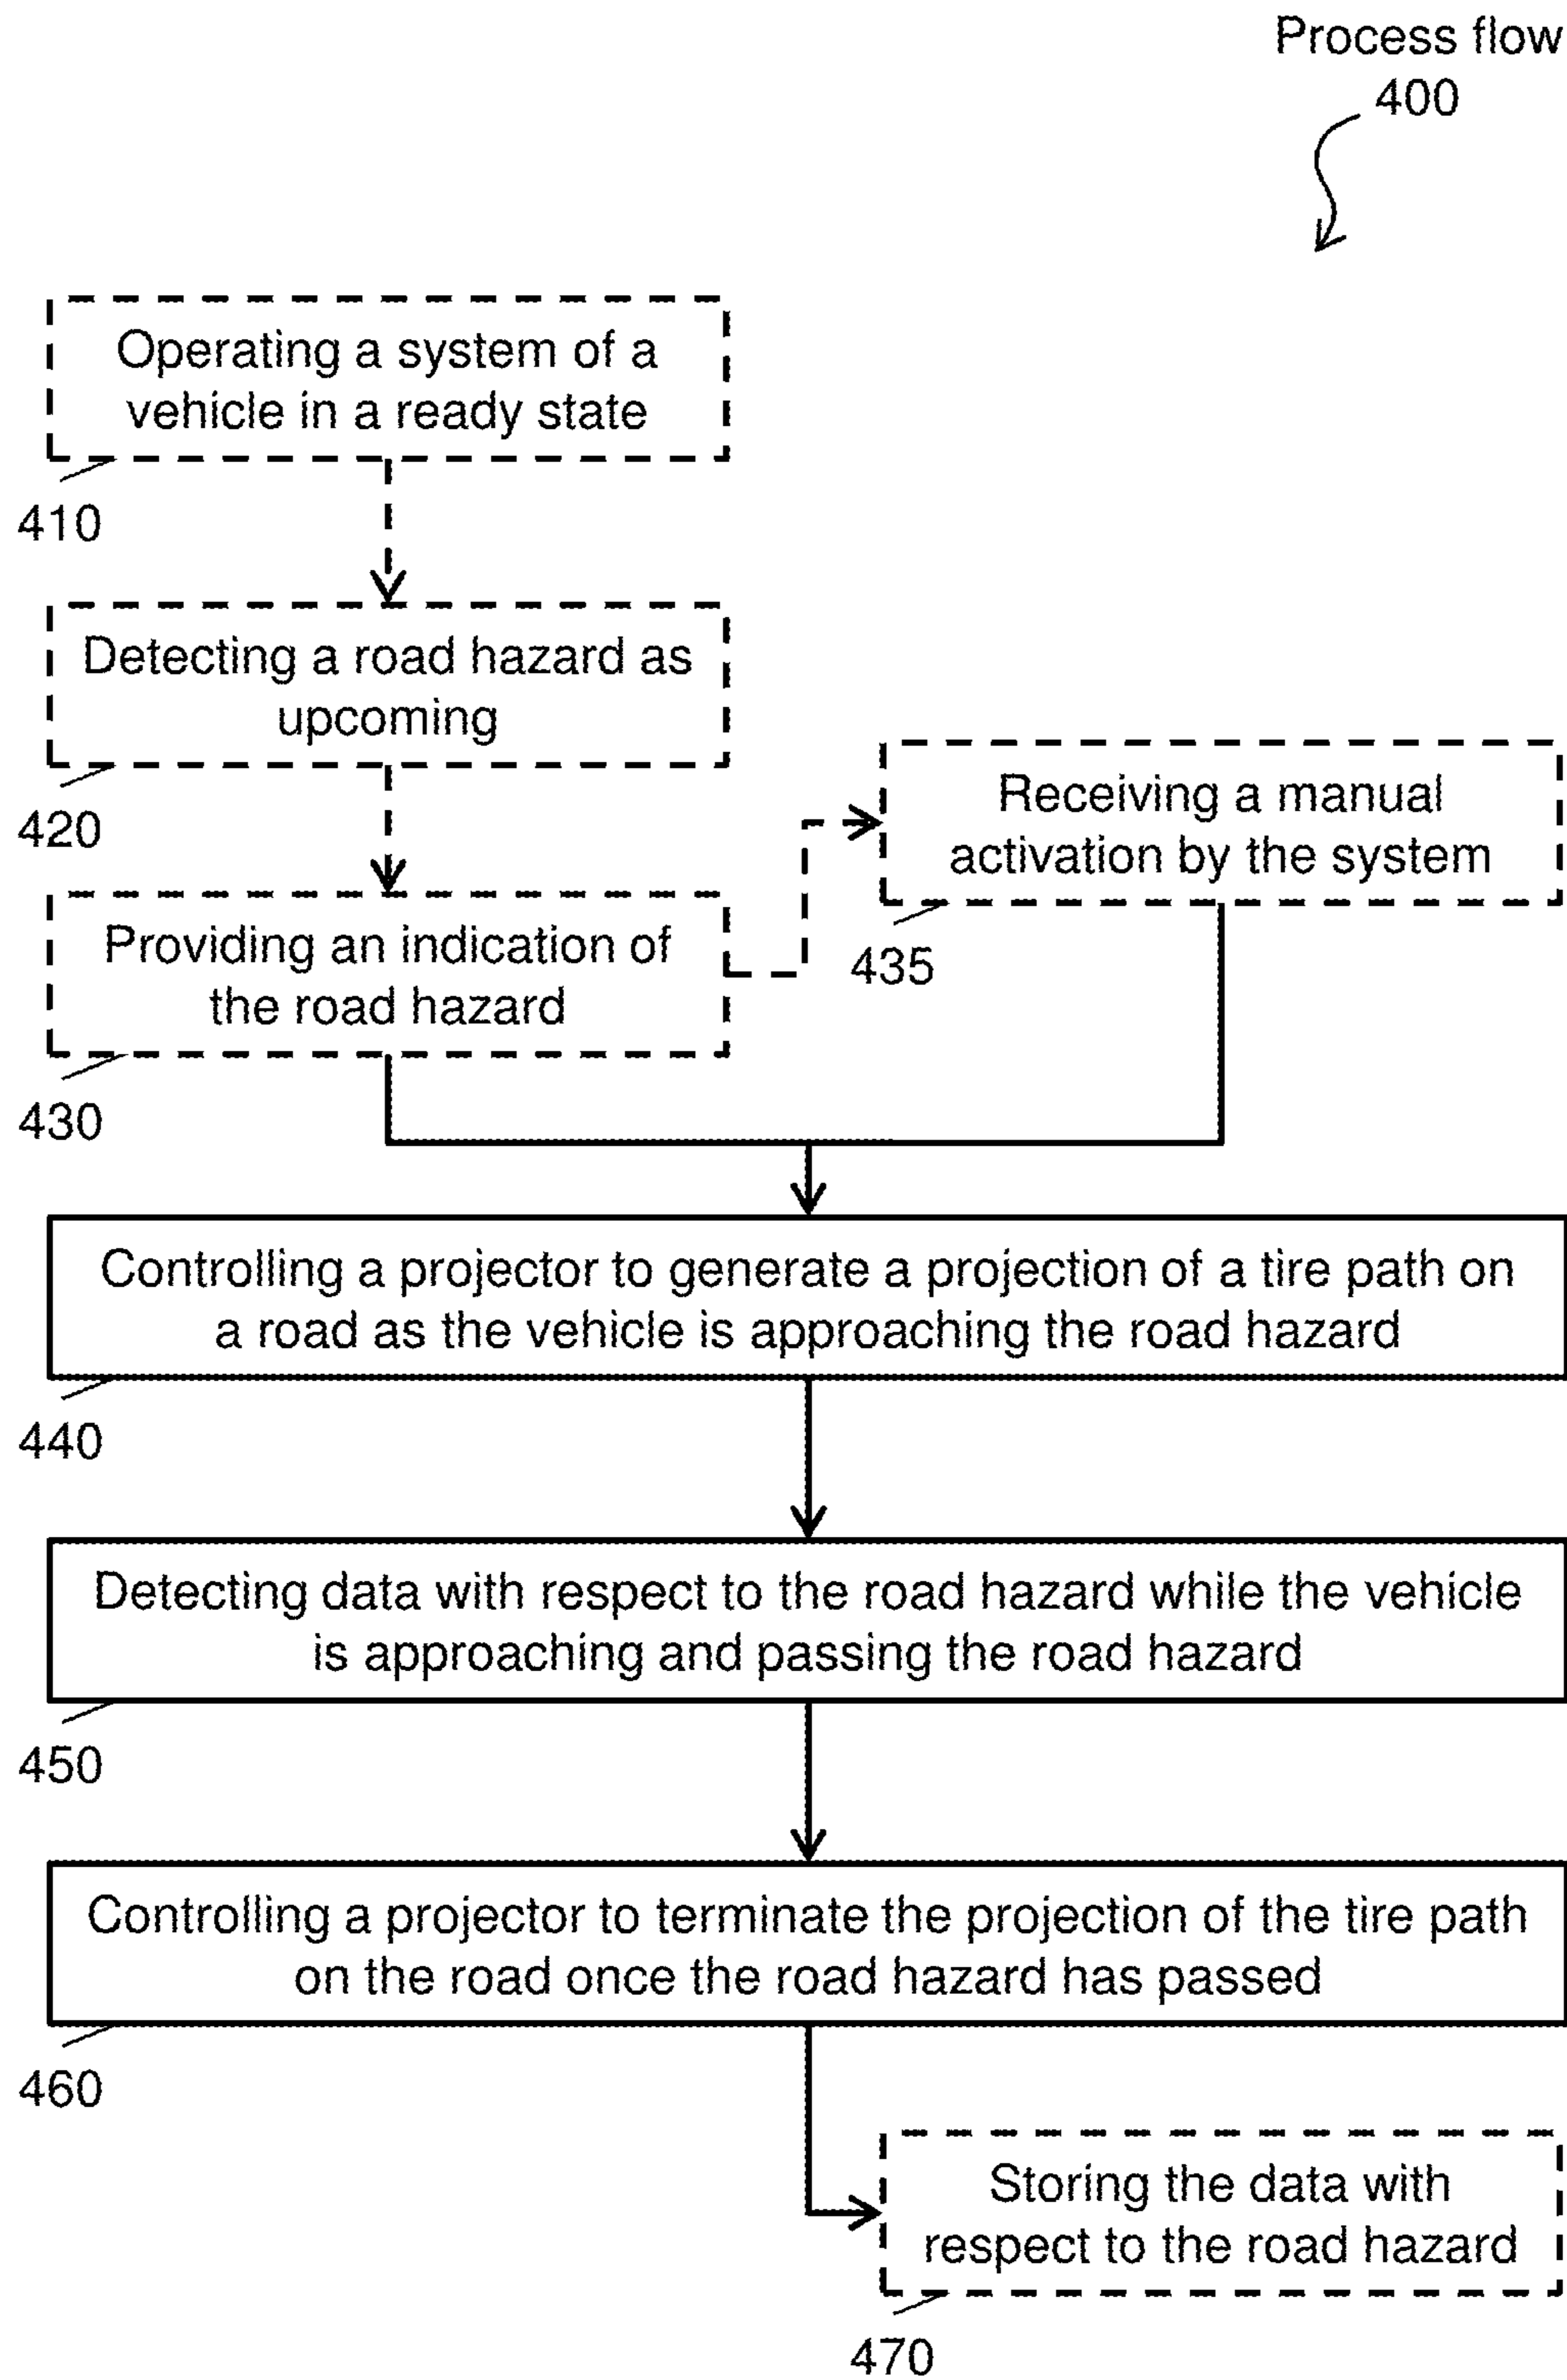 Process flow
400
Operating a system of a
vehicle in a ready state
410
Detecting a road hazard as
upcoming
420
Receiving a manual
activation by the system
435
Providing an indication of
the road hazard
430
Controlling a projector to generate a projection of a tire path on
a road as the vehicle is approaching the road hazard
440
Detecting data with respect to the road hazard while the vehicle
is approaching and passing the road hazard
450
Controlling a projector to terminate the projection of the tire path
on the road once the road hazard has passed
460
Storing the data with
respect to the road hazard
470